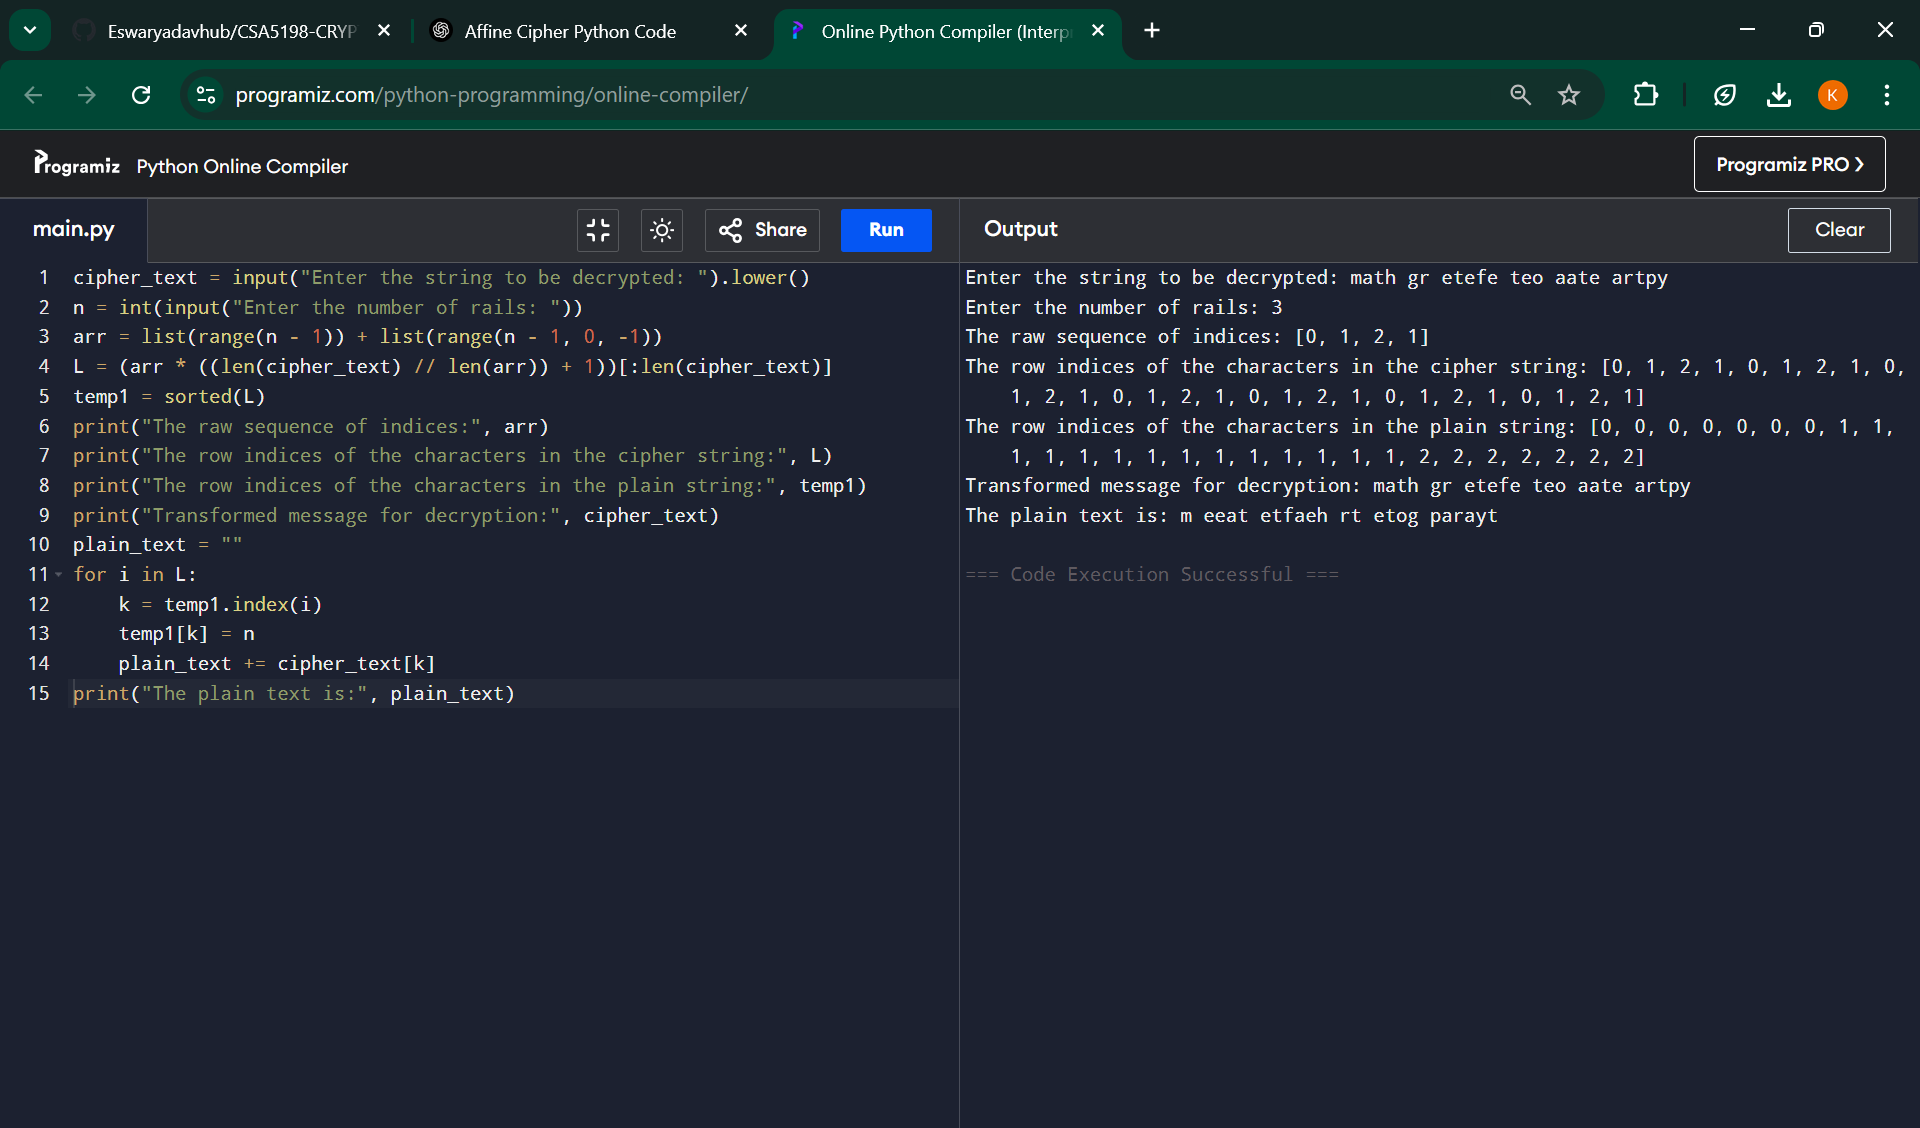 Eswaryadavhub/CSA5198-CRYP
Affine Cipher Python Code
Online Python Compiler (Interp
programiz.com/python-programming/online-compiler/
K
Programiz Python Online Compiler
Programiz PRO
main.py
Share
Run
Output
Clear
1 cipher_text = input("Enter the string to be decrypted: ").lower()
2 n = int(input("Enter the number of rails: "))
3 arr = list(range(n - 1)) + list(range(n - 1, 0, -1))
4 L = (arr * ((len(cipher_text) // len(arr)) + 1))[:len(cipher_text)]
5 temp1 = sorted(L)
6 print("The raw sequence of indices:", arr)
7 print("The row indices of the characters in the cipher string:", L)
8 print("The row indices of the characters in the plain string:", temp1)
9 print("Transformed message for decryption:", cipher_text)
10 plain_text = ""
11 for i in L:
12 k = temp1.index(i)
13 temp1[k] = n
14 plain_text += cipher_text[k]
15 print("The plain text is:", plain_text)
Enter the string to be decrypted: math gr etefe teo aate artpy
Enter the number of rails: 3
The raw sequence of indices: [0, 1, 2, 1]
The row indices of the characters in the cipher string: [0, 1, 2, 1, 0, 1, 2, 1, 0,
1, 2, 1, 0, 1, 2, 1, 0, 1, 2, 1, 0, 1, 2, 1, 0, 1, 2, 1]
The row indices of the characters in the plain string: [0, 0, 0, 0, 0, 0, 0, 1, 1,
1, 1, 1, 1, 1, 1, 1, 1, 1, 1, 1, 1, 2, 2, 2, 2, 2, 2, 2]
Transformed message for decryption: math gr etefe teo aate artpy
The plain text is: m eeat etfaeh rt etog parayt
=== Code Execution Successful ===